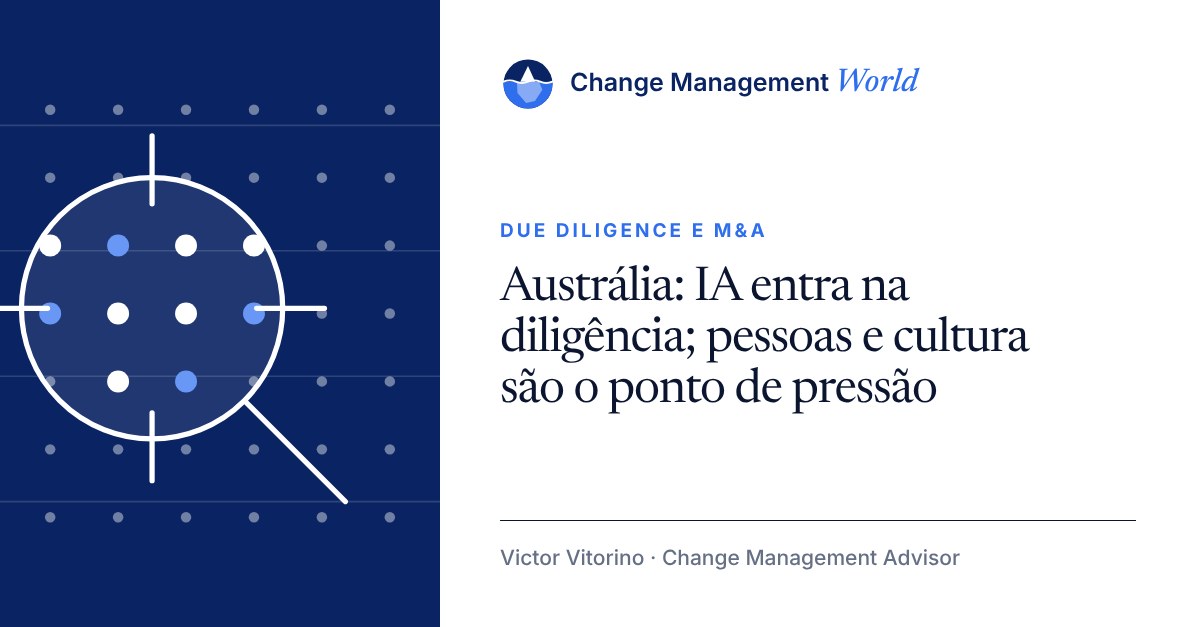 Change Management World
DUE DILIGENCE E M&A
Austrália: IA entra na
diligência; pessoas e cultura
são o ponto de pressão
Victor Vitorino · Change Management Advisor